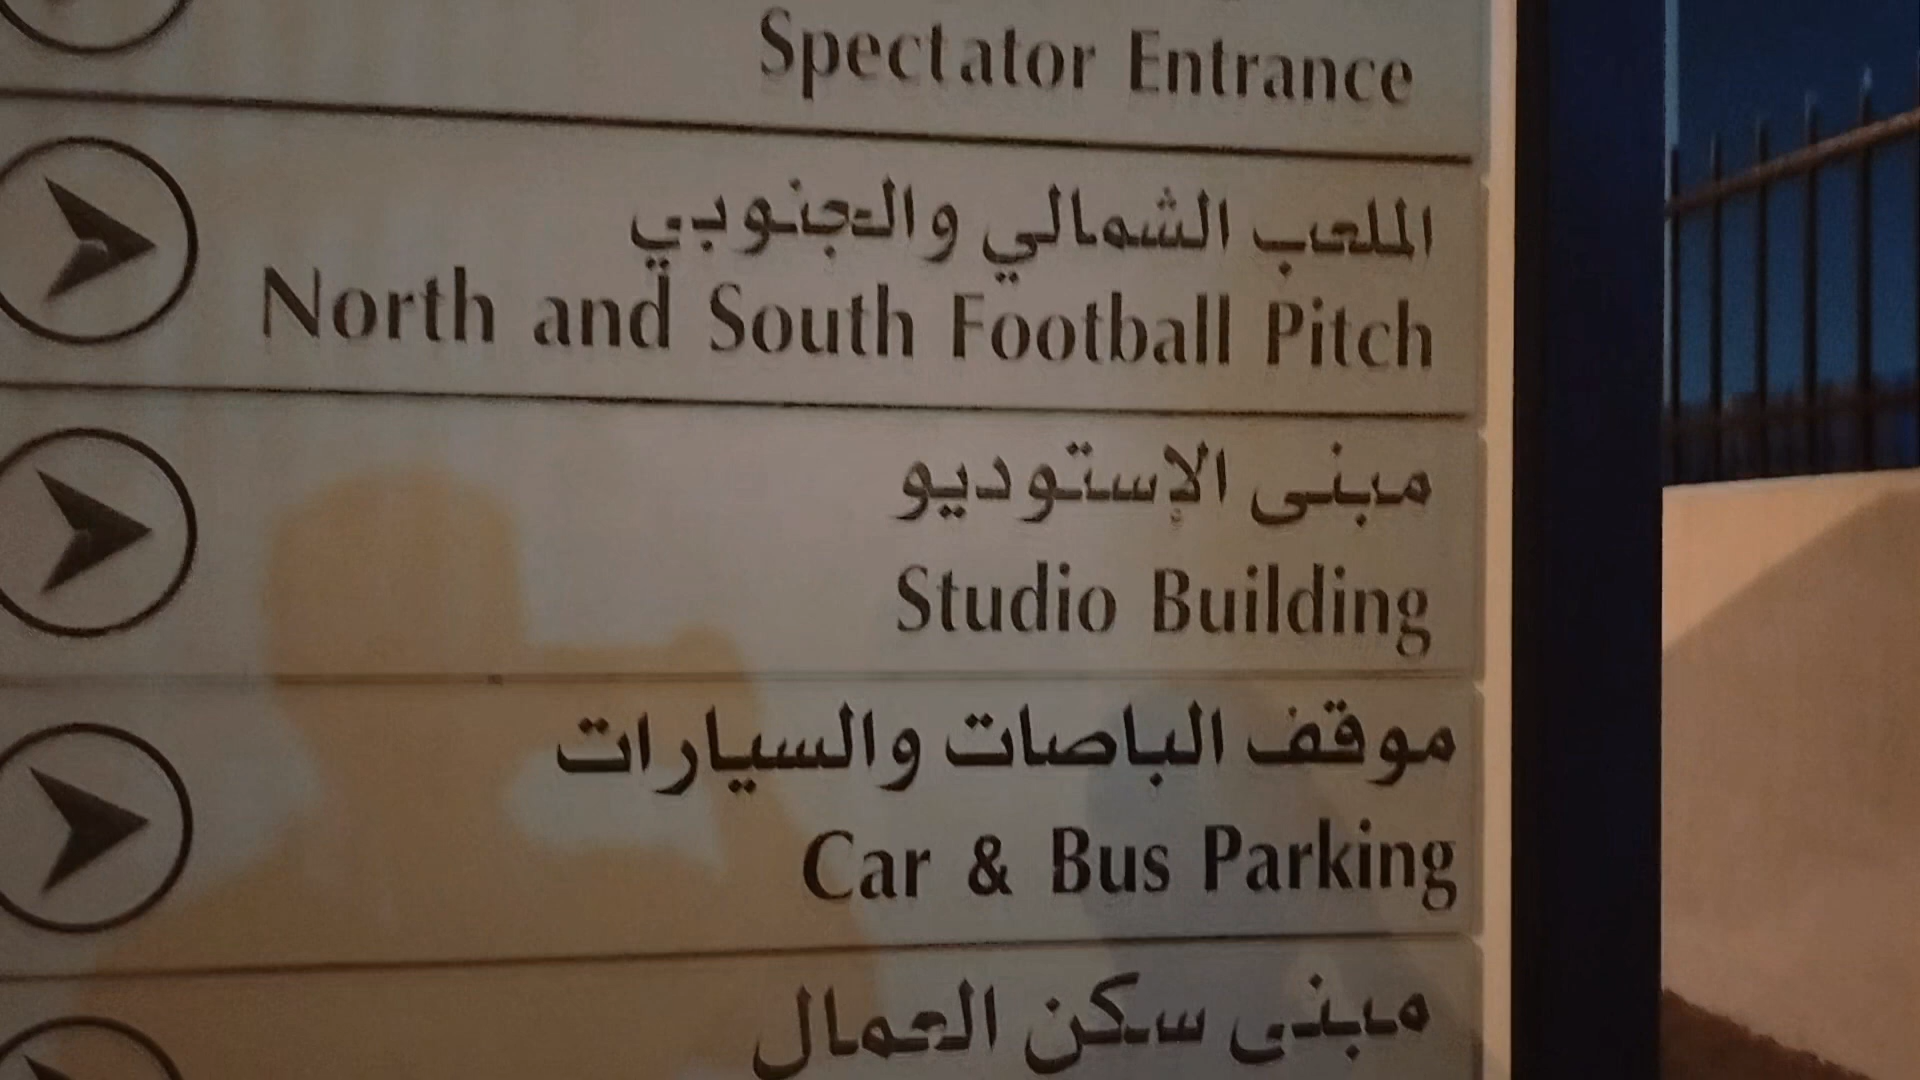 Spectator Entrance
الملعب الشمالي والجنوبي
North and South Football Pitch
مبنى الإستوديو
Studio Building
موقف الباصات والسيارات
Car & Bus Parking
مبنى سكن العمال